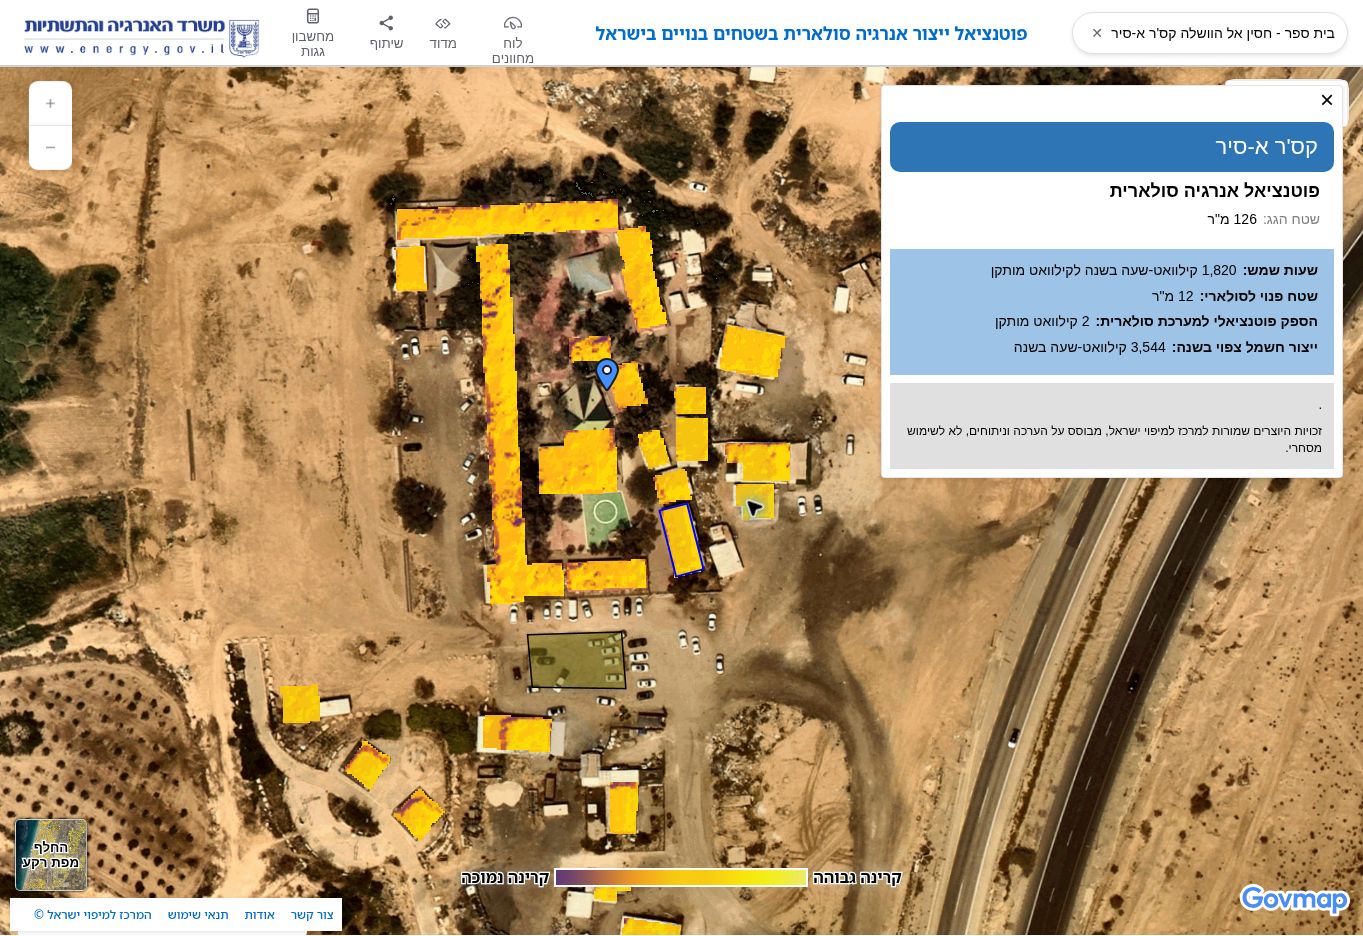 בית ספר - חסין אל הוושלה קס'ר א-סיר ×
פוטנציאל ייצור אנרגיה סולארית בשטחים בנויים בישראל
לוח מחוונים
מדוד
שיתוף
מחשבון גגות
משרד האנרגיה והתשתיות
www.energy.gov.il
+
−
×
קס'ר א-סיר
פוטנציאל אנרגיה סולארית
שטח הגג: 126 מ"ר
שעות שמש: 1,820 קילוואט-שעה בשנה לקילוואט מותקן
שטח פנוי לסולארי: 12 מ"ר
הספק פוטנציאלי למערכת סולארית: 2 קילוואט מותקן
ייצור חשמל צפוי בשנה: 3,544 קילוואט-שעה בשנה
.
זכויות היוצרים שמורות למרכז למיפוי ישראל, מבוסס על הערכה וניתוחים, לא לשימוש
מסחרי.
החלף
מפת רקע
קרינה גבוהה
קרינה נמוכה
צור קשר אודות תנאי שימוש המרכז למיפוי ישראל ©
Govmap